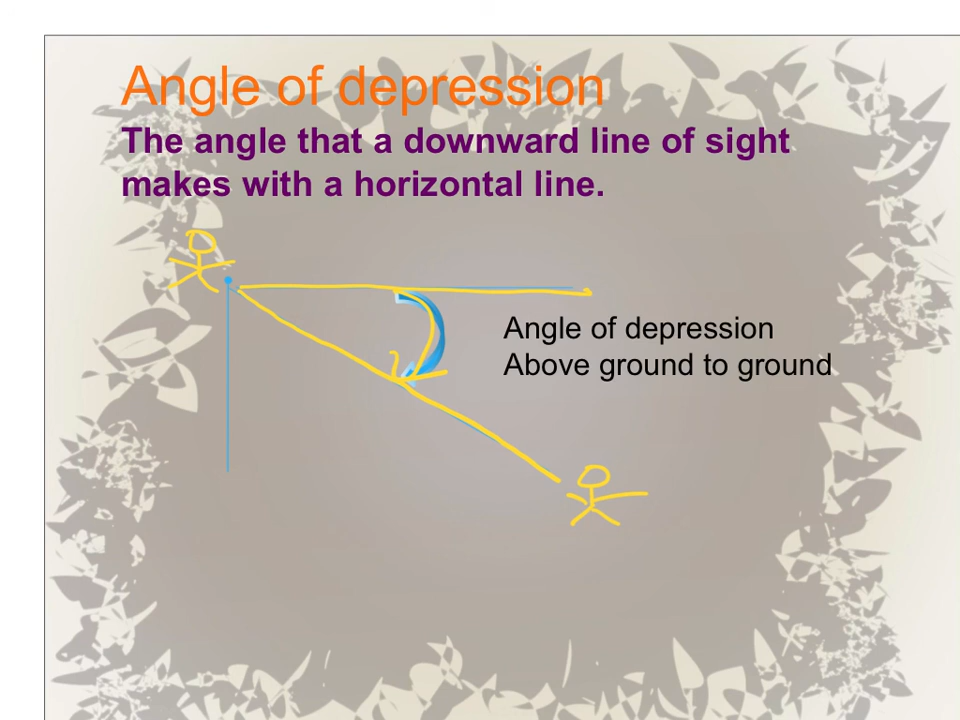 Angle of depression
The angle that a downward line of sight
makes with a horizontal line.
Angle of depression
Above ground to ground